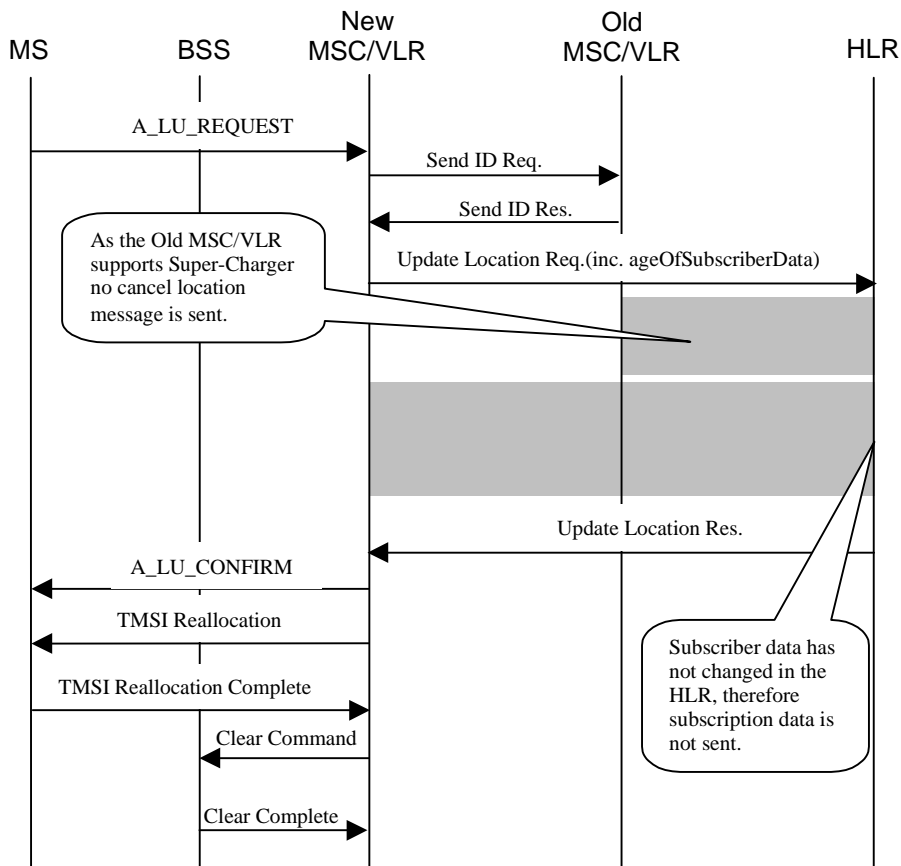 MS
BSS
New
MSC/VLR
Old
MSC/VLR
HLR
A_LU_REQUEST
Send ID Req.
Send ID Res.
As the Old MSC/VLR
supports Super-Charger
no cancel location
message is sent.
Update Location Req.(inc. ageOfSubscriberData)
Update Location Res.
A_LU_CONFIRM
TMSI Reallocation
Subscriber data has
not changed in the
HLR, therefore
subscription data is
not sent.
TMSI Reallocation Complete
Clear Command
Clear Complete